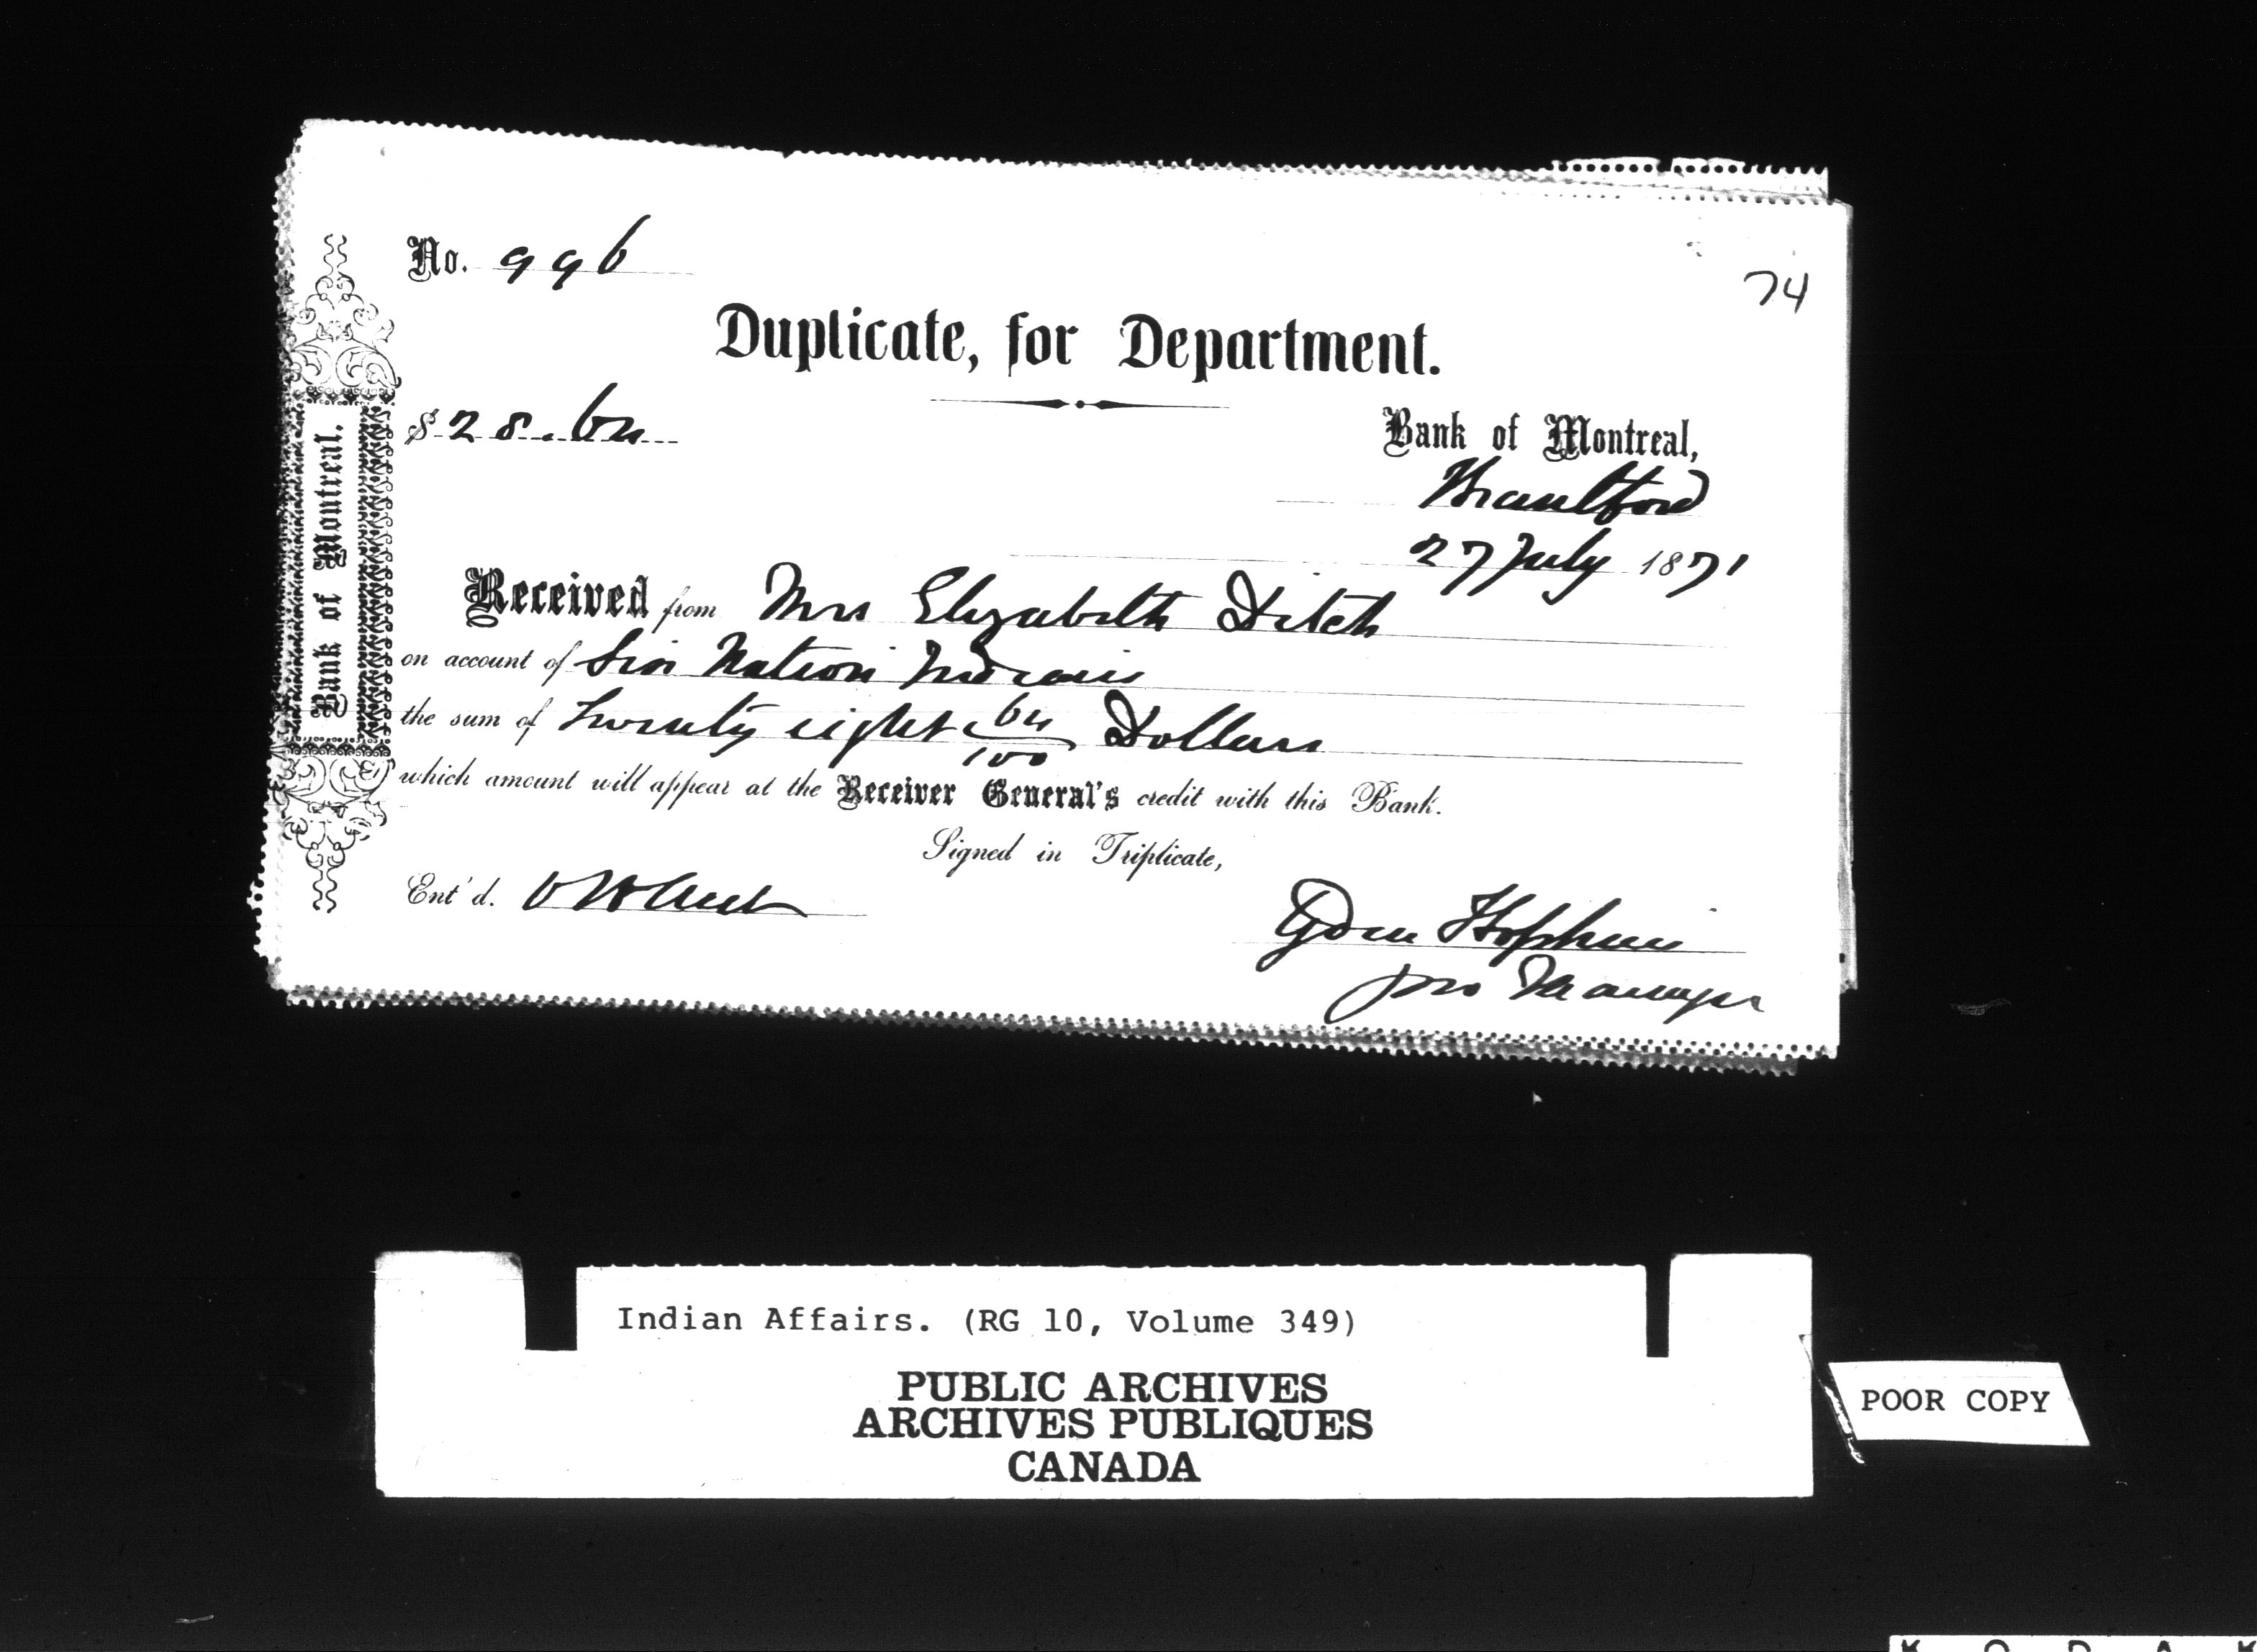 No. 996
74
Duplicate, for Department.
$28.64
Bank of Montreal,
Brantford
27 July 1871
Received from Mrs Elizabeth Ditch
on account of Six Nation Indians
the sum of Twenty eight 64/100 Dollars
which amount will appear at the Receiver General's credit with this Bank.
Signed in Triplicate,
Ent'd.
Hopkins
pro Manager
Bank of Montreal.
Indian Affairs. (RG 10, Volume 349)
PUBLIC ARCHIVES
ARCHIVES PUBLIQUES
CANADA
POOR COPY